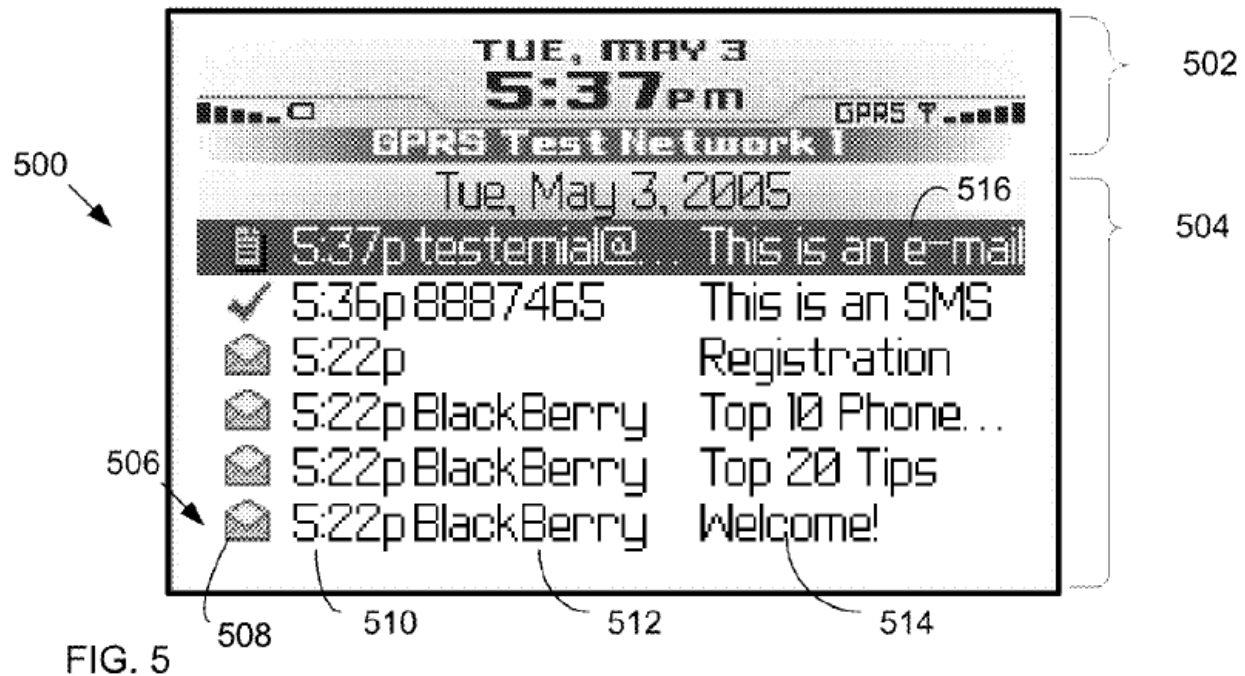 TUE, MAY 3
5:37pm
GPRS
GPRS Test Network 1
502
500
Tue, May 3, 2005
516
504
5:37p testemial@... This is an e-mail
5:36p 8887465 This is an SMS
5:22p Registration
5:22p BlackBerry Top 10 Phone...
5:22p BlackBerry Top 20 Tips
506
5:22p BlackBerry Welcome!
508 510 512 514
FIG. 5